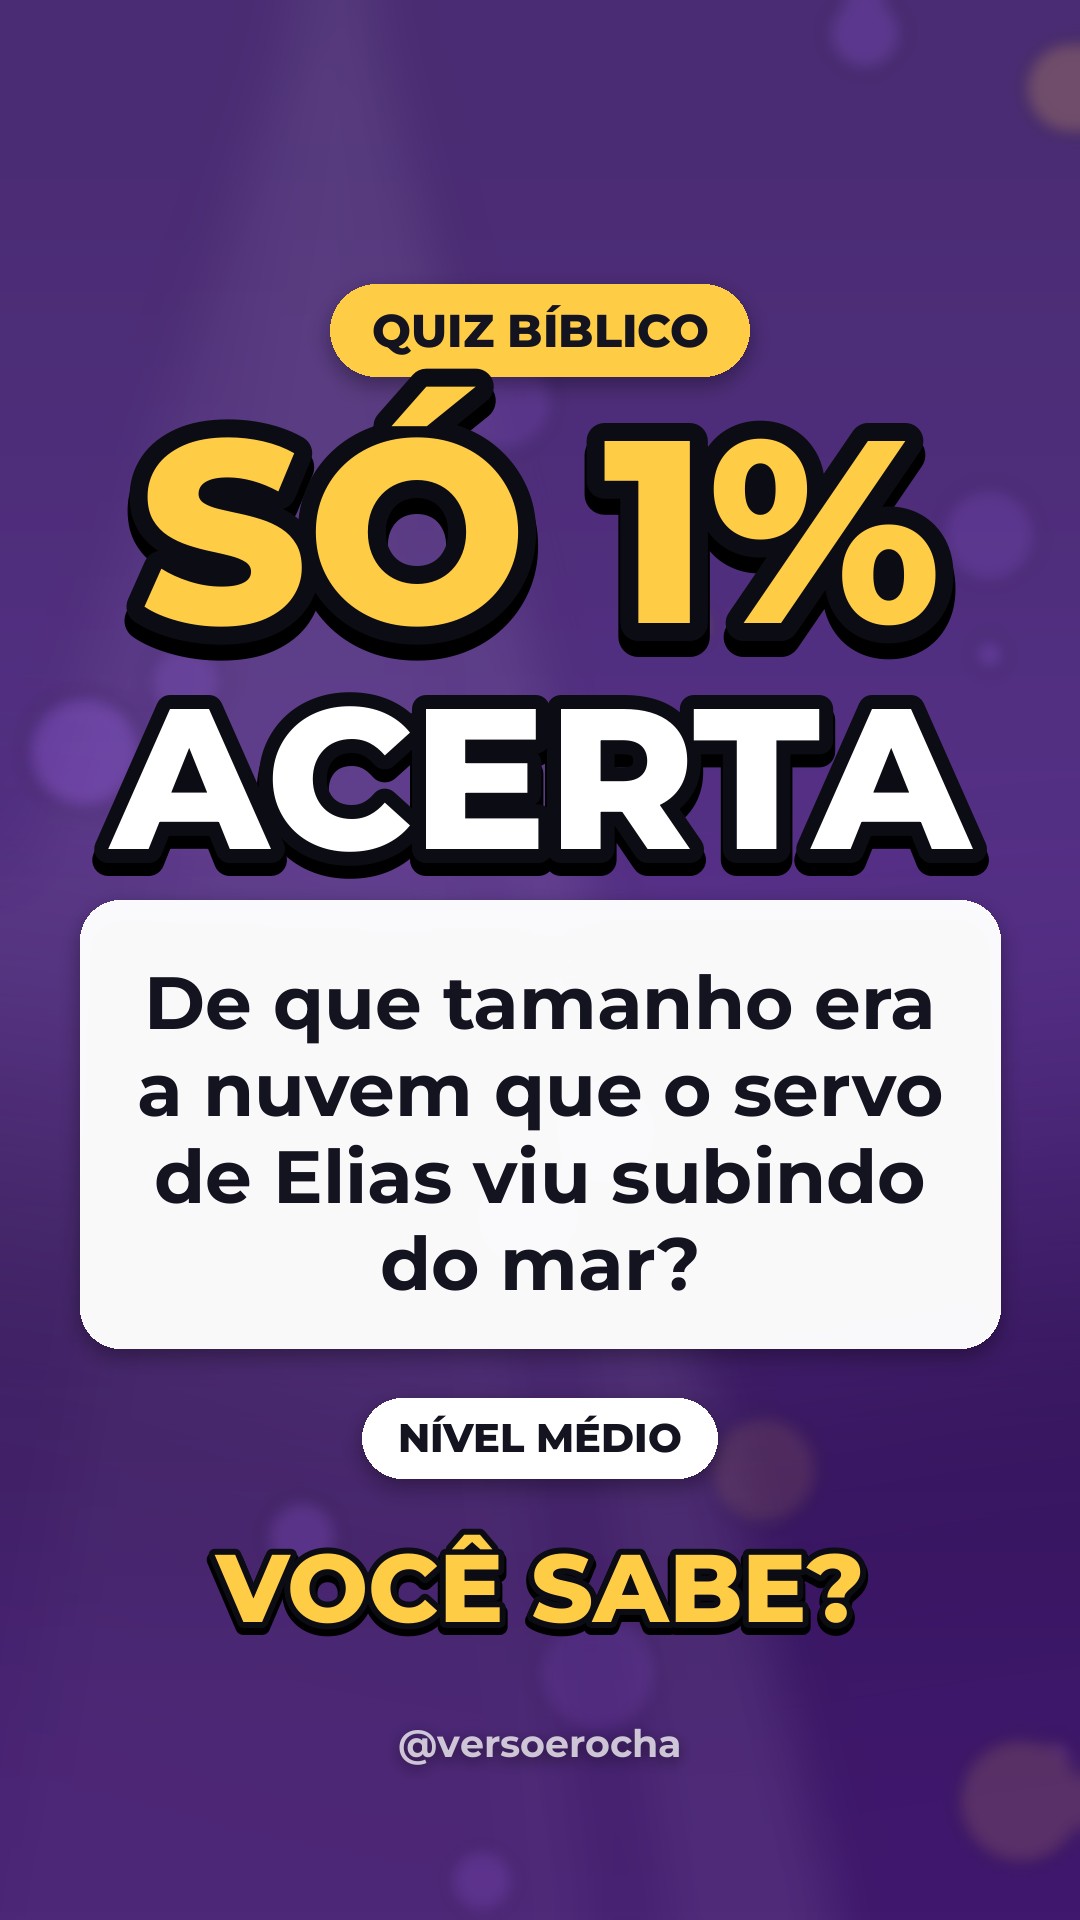 QUIZ BÍBLICO
SÓ 1%
ACERTA
De que tamanho era
a nuvem que o servo
de Elias viu subindo
do mar?
NÍVEL MÉDIO
VOCÊ SABE?
@versoerocha